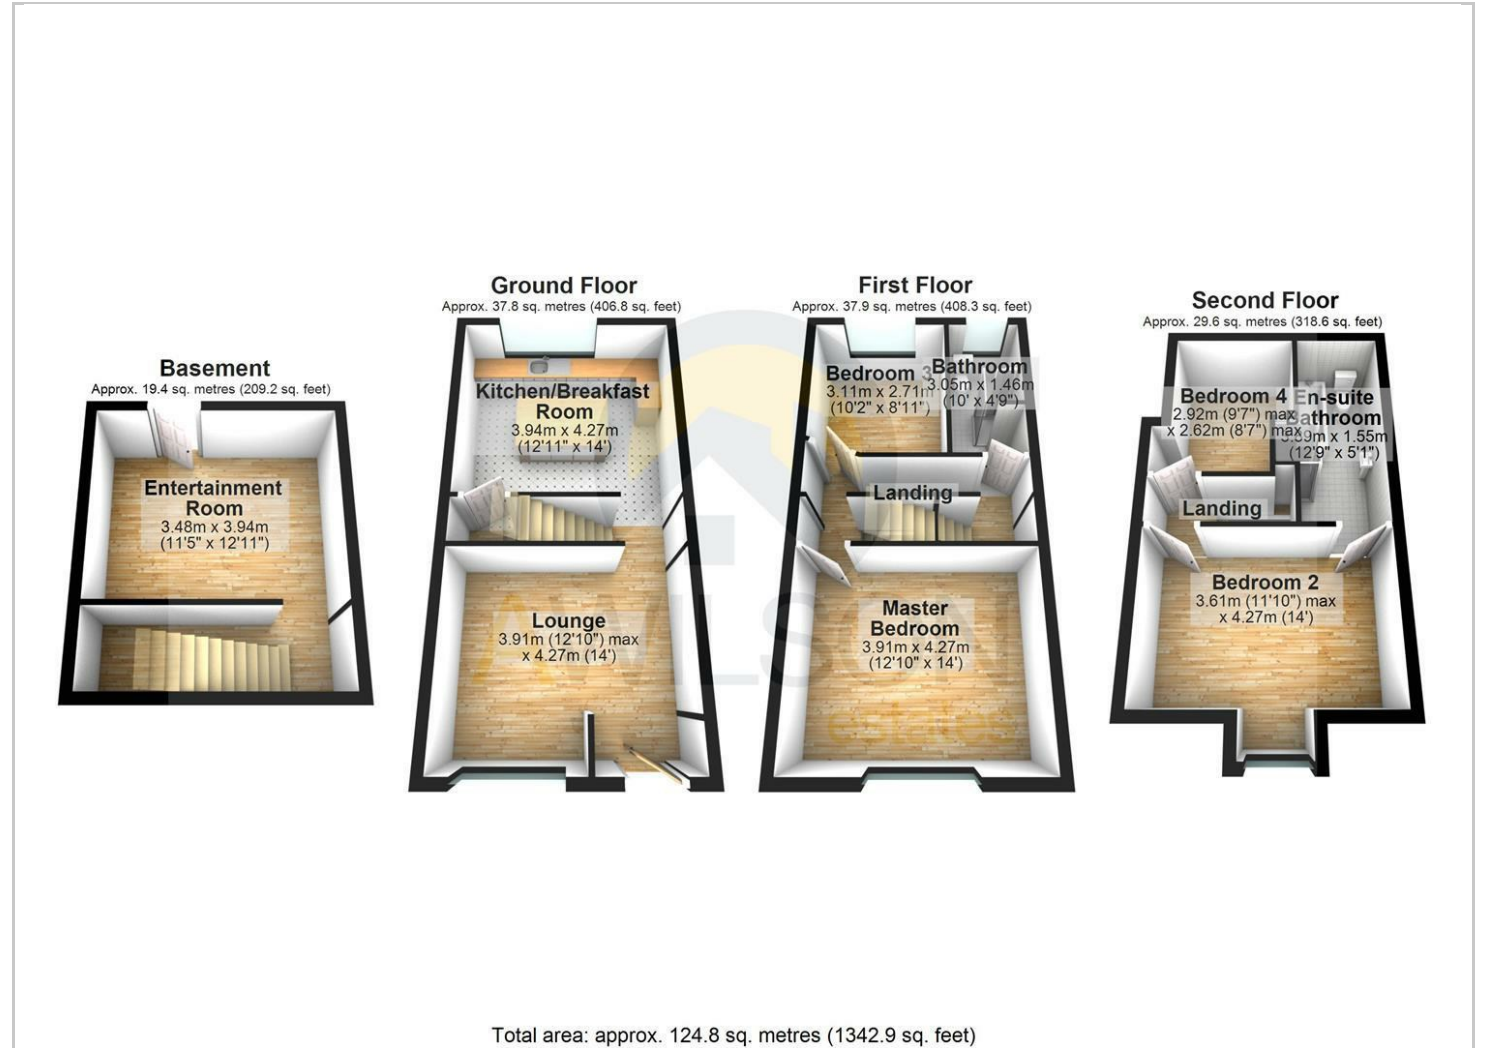 Basement
Approx. 19.4 sq. metres (209.2 sq. feet)
Entertainment
Room
3.48m x 3.94m
(11'5" x 12'11")
Ground Floor
Approx. 37.8 sq. metres (406.8 sq. feet)
Kitchen/Breakfast
Room
3.94m x 4.27m
(12'11" x 14')
Lounge
3.91m (12'10") max
x 4.27m (14')
First Floor
Approx. 37.9 sq. metres (408.3 sq. feet)
Bedroom 3
3.11m x 2.71m
(10'2" x 8'11")
Bathroom
3.05m x 1.46m
(10' x 4'9")
Landing
Master
Bedroom
3.91m x 4.27m
(12'10" x 14')
Second Floor
Approx. 29.6 sq. metres (318.6 sq. feet)
Bedroom 4
2.92m (9'7") max
x 2.62m (8'7") max
En-suite
Bathroom
x 1.55m
(12'9" x 5'1")
Landing
Bedroom 2
3.61m (11'10") max
x 4.27m (14')
estates
Total area: approx. 124.8 sq. metres (1342.9 sq. feet)